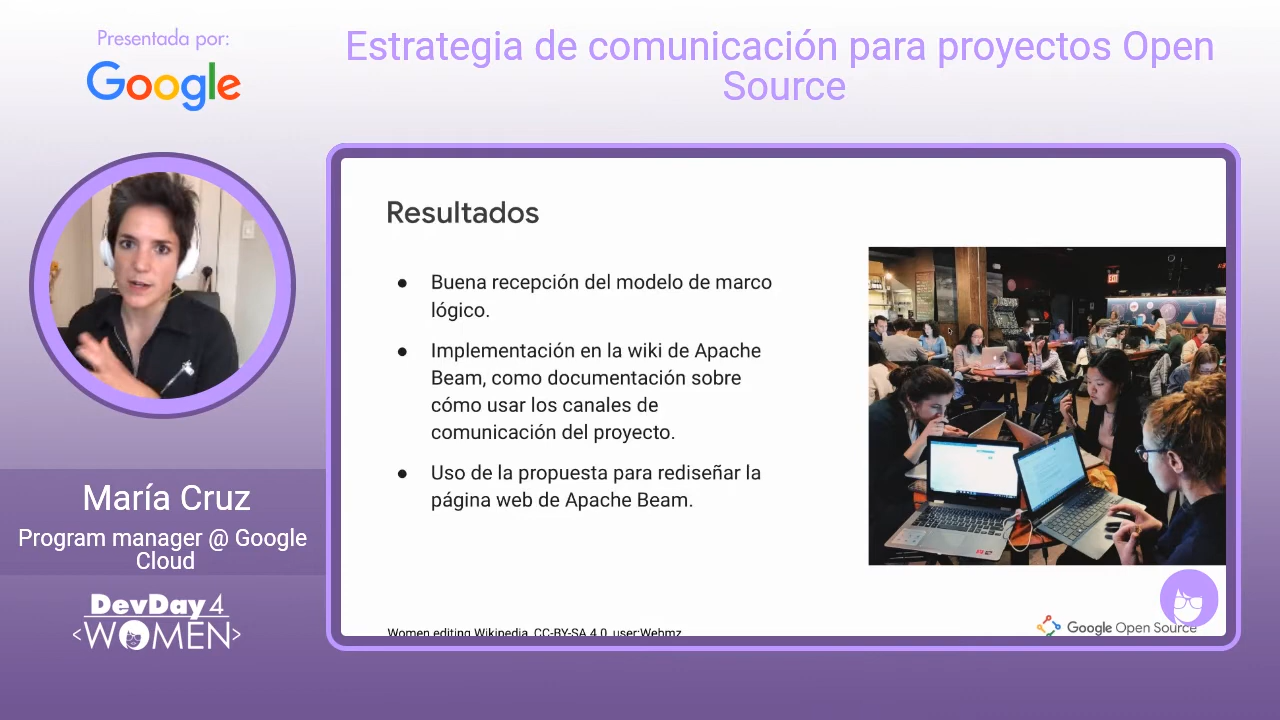 Presentada por:
Google
Estrategia de comunicación para proyectos Open
Source
Resultados
● Buena recepción del modelo de marco
lógico.
● Implementación en la wiki de Apache
Beam, como documentación sobre
cómo usar los canales de
comunicación del proyecto.
● Uso de la propuesta para rediseñar la
página web de Apache Beam.
Women editing Wikipedia, CC-BY-SA 4.0, user:Webmz
Google Open Source
María Cruz
Program manager @ Google
Cloud
DevDay4
<WOMEN>